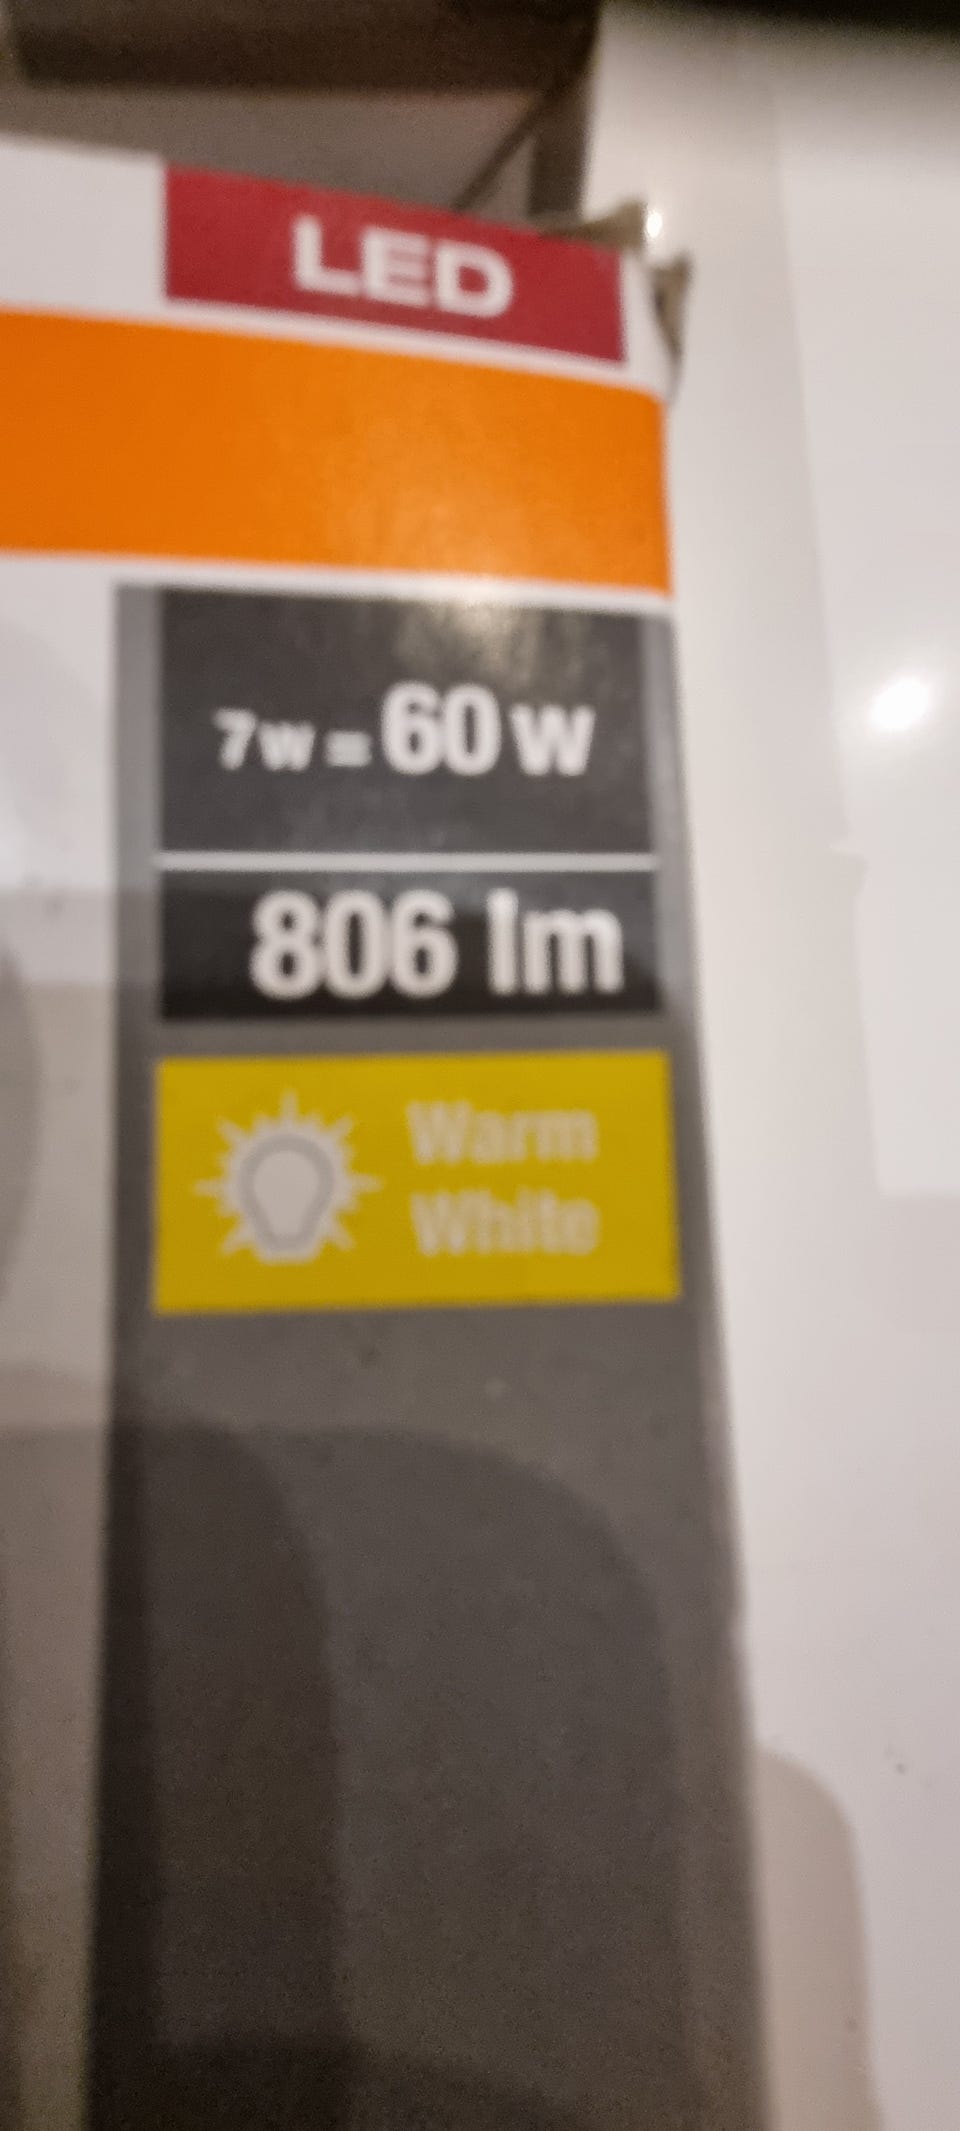 LED
7w = 60 w
806 lm
Warm
White